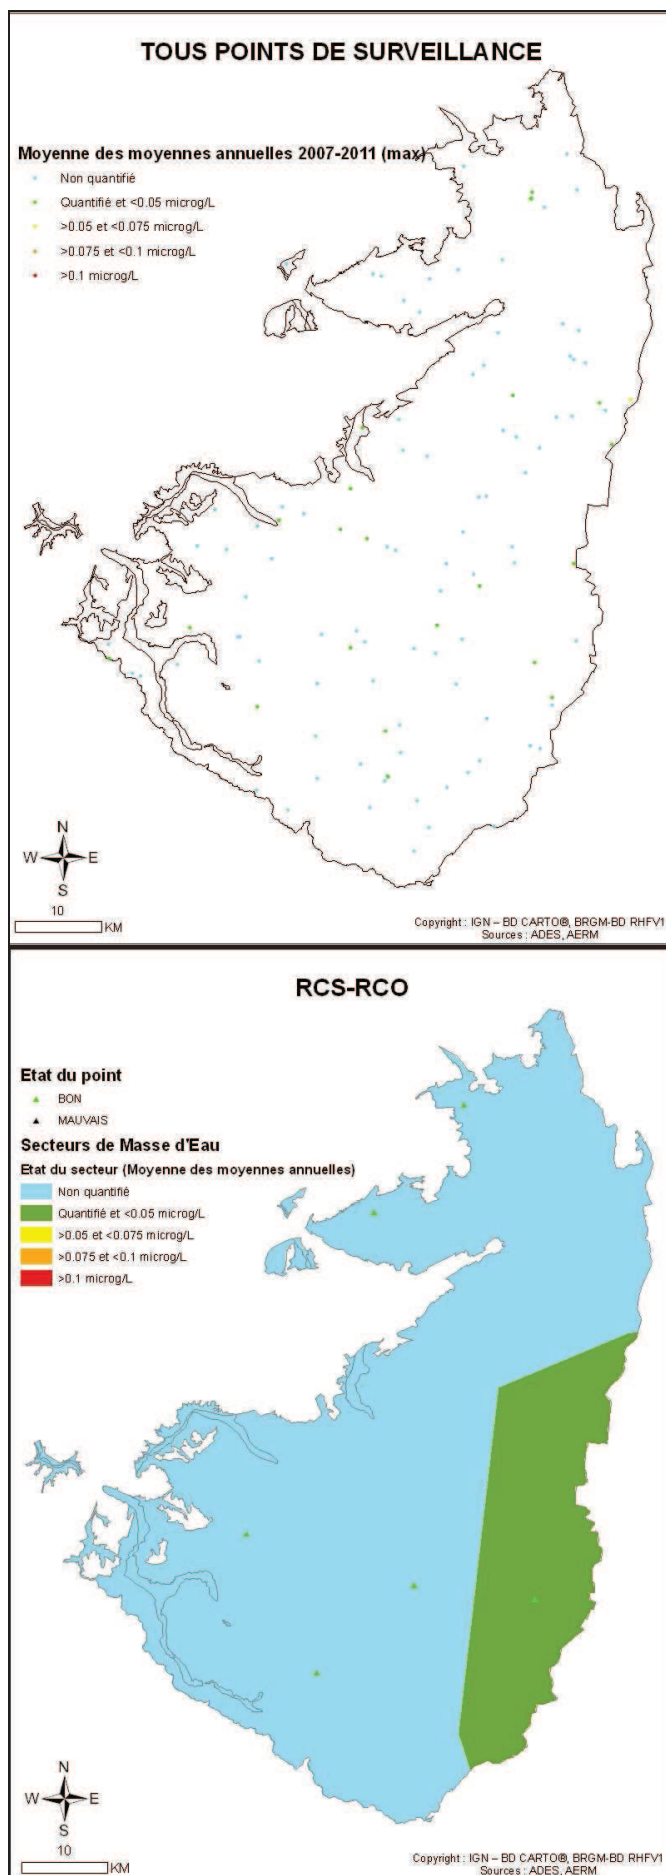 TOUS POINTS DE SURVEILLANCE
Moyenne des moyennes annuelles 2007-2011 (max)
Non quantifié
Quantifié et <0.05 microg/L
>0.05 et <0.075 microg/L
>0.075 et <0.1 microg/L
>0.1 microg/L
N
W E
S
10
KM
Copyright : IGN – BD CARTO®, BRGM-BD RHFV1
Sources : ADES, AERM
RCS-RCO
Etat du point
BON
MAUVAIS
Secteurs de Masse d'Eau
Etat du secteur (Moyenne des moyennes annuelles)
Non quantifié
Quantifié et <0.05 microg/L
>0.05 et <0.075 microg/L
>0.075 et <0.1 microg/L
>0.1 microg/L
N
W E
S
10
KM
Copyright : IGN – BD CARTO®, BRGM-BD RHFV1
Sources : ADES, AERM